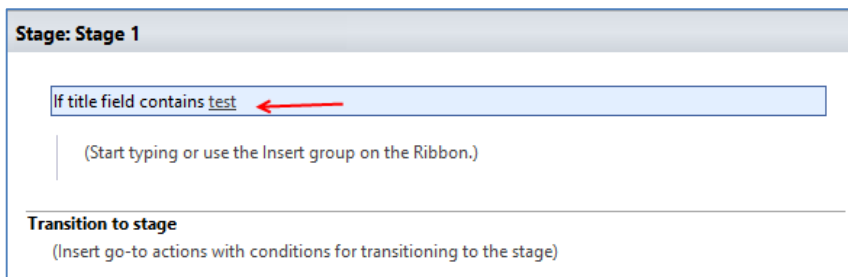 Stage: Stage 1
If title field contains test
(Start typing or use the Insert group on the Ribbon.)
Transition to stage
(Insert go-to actions with conditions for transitioning to the stage)